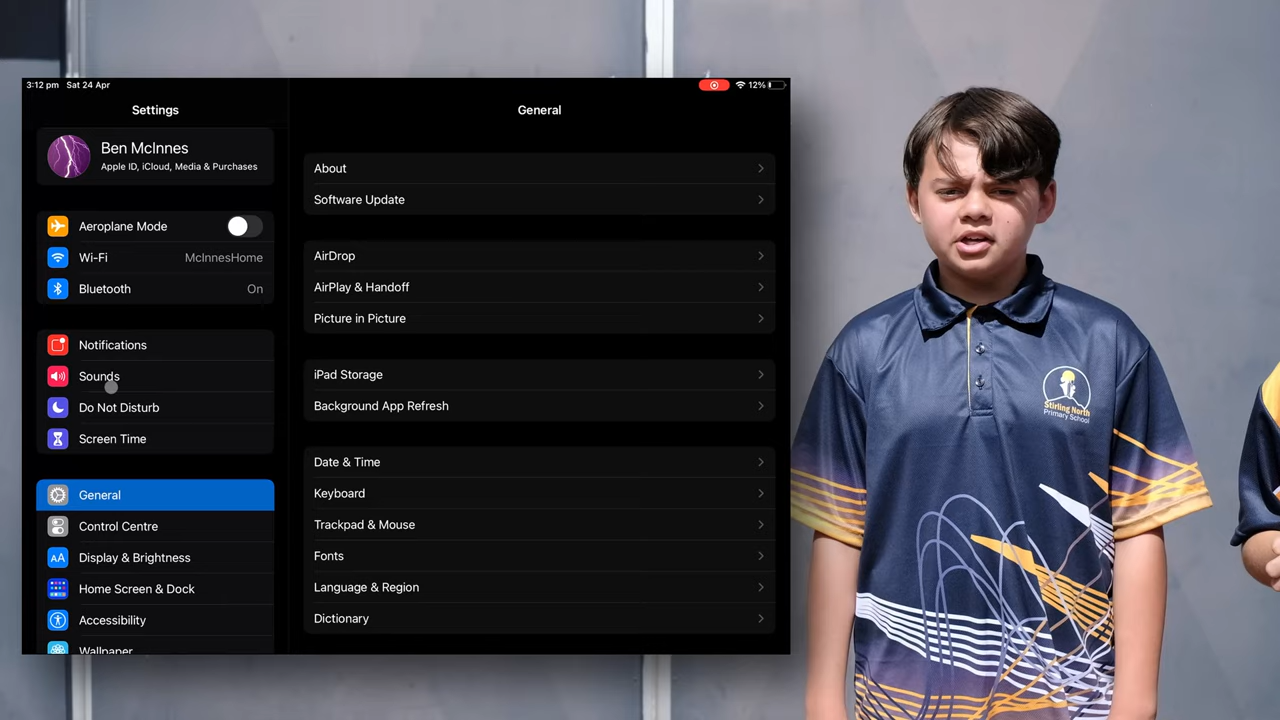 3:12 pm Sat 24 Apr
12%
Settings
Ben McInnes
Apple ID, iCloud, Media & Purchases
Aeroplane Mode
Wi-Fi McInnesHome
Bluetooth On
Notifications
Sounds
Do Not Disturb
Screen Time
General
Control Centre
AA Display & Brightness
Home Screen & Dock
Accessibility
Wallpaper
General
About
Software Update
AirDrop
AirPlay & Handoff
Picture in Picture
iPad Storage
Background App Refresh
Date & Time
Keyboard
Trackpad & Mouse
Fonts
Language & Region
Dictionary
Stirling North
Primary School